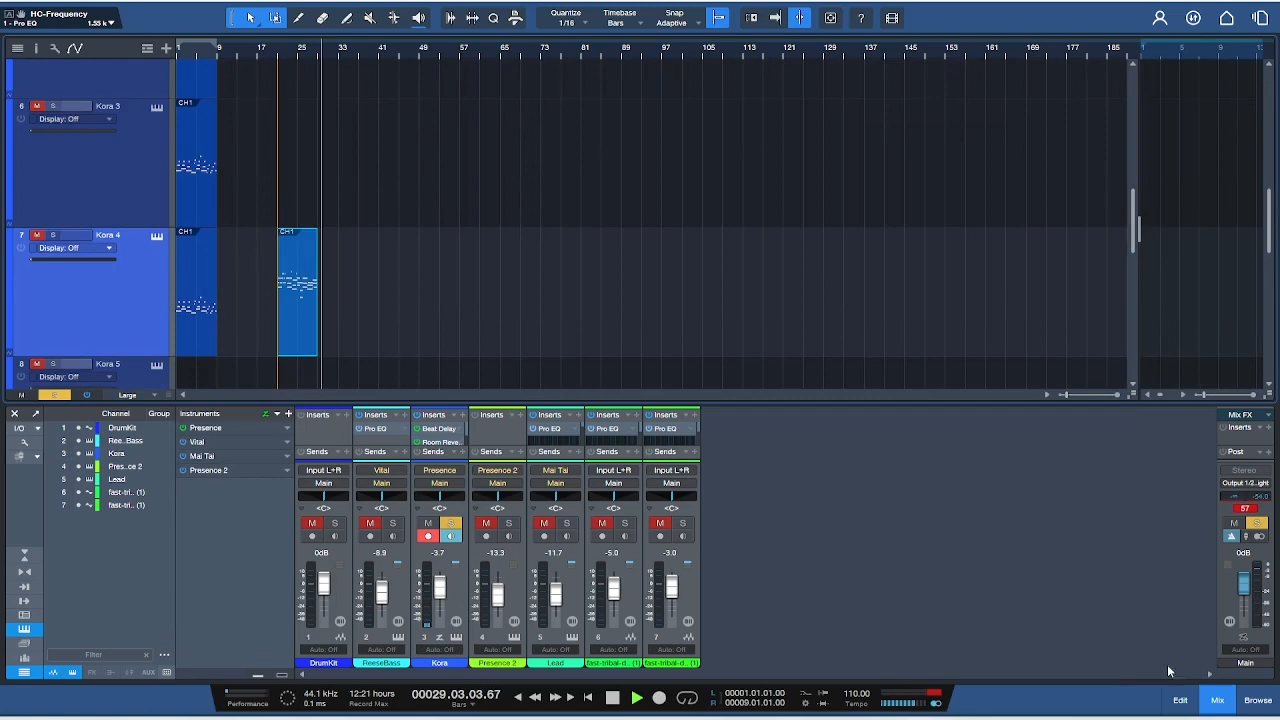 HC-Frequency
1 - Pro EQ 1.55 k
Quantize Timebase Snap
1/16 Bars Adaptive
1 9 17 25 33 41 49 57 65 73 81 89 97 105 113 121 129 137 145 153 161 169 177 185 1 5 9
6 M S Kora 3
CH1
Display: Off
7 M S Kora 4
CH1 CH1
Display: Off
8 M S Kora 5
Display: Off
M S Large
Channel Group
I/O
1 DrumKit
2 Ree..Bass
3 Kora
4 Pres..ce 2
5 Lead
6 fast-tri.. (1)
7 fast-tri.. (1)
Filter
FX AUX
Instruments
Presence
Vital
Mai Tai
Presence 2
Inserts Inserts Inserts Inserts Inserts Inserts Inserts
Pro EQ Beat Delay Pro EQ Pro EQ Pro EQ
Room Reve..
Sends Sends Sends Sends Sends Sends Sends
Input L+R Vital Presence Presence 2 Mai Tai Input L+R Input L+R
Main Main Main Main Main Main Main
<C> <C> <C> <C> <C> <C> <C>
M S M S M S M S M S M S M S
0dB -8.9 -3.7 -13.3 -11.7 -5.0 -3.0
1 2 3 4 5 6 7
Auto: Off Auto: Off Auto: Off Auto: Off Auto: Off Auto: Off Auto: Off
DrumKit ReeseBass Kora Presence 2 Lead fast-tribal-d.. (1) fast-tribal-d.. (1)
Mix FX
Inserts
Post
Stereo
Output 1/2..ight
-54.0
57
M S
0dB
Auto: Off
Main
Performance
44.1 kHz
0.1 ms
12:21 hours
Record Max
00029.03.03.67
Bars
L 00001.01.01.00
R 00009.01.01.00
110.00
Tempo
Edit Mix Browse